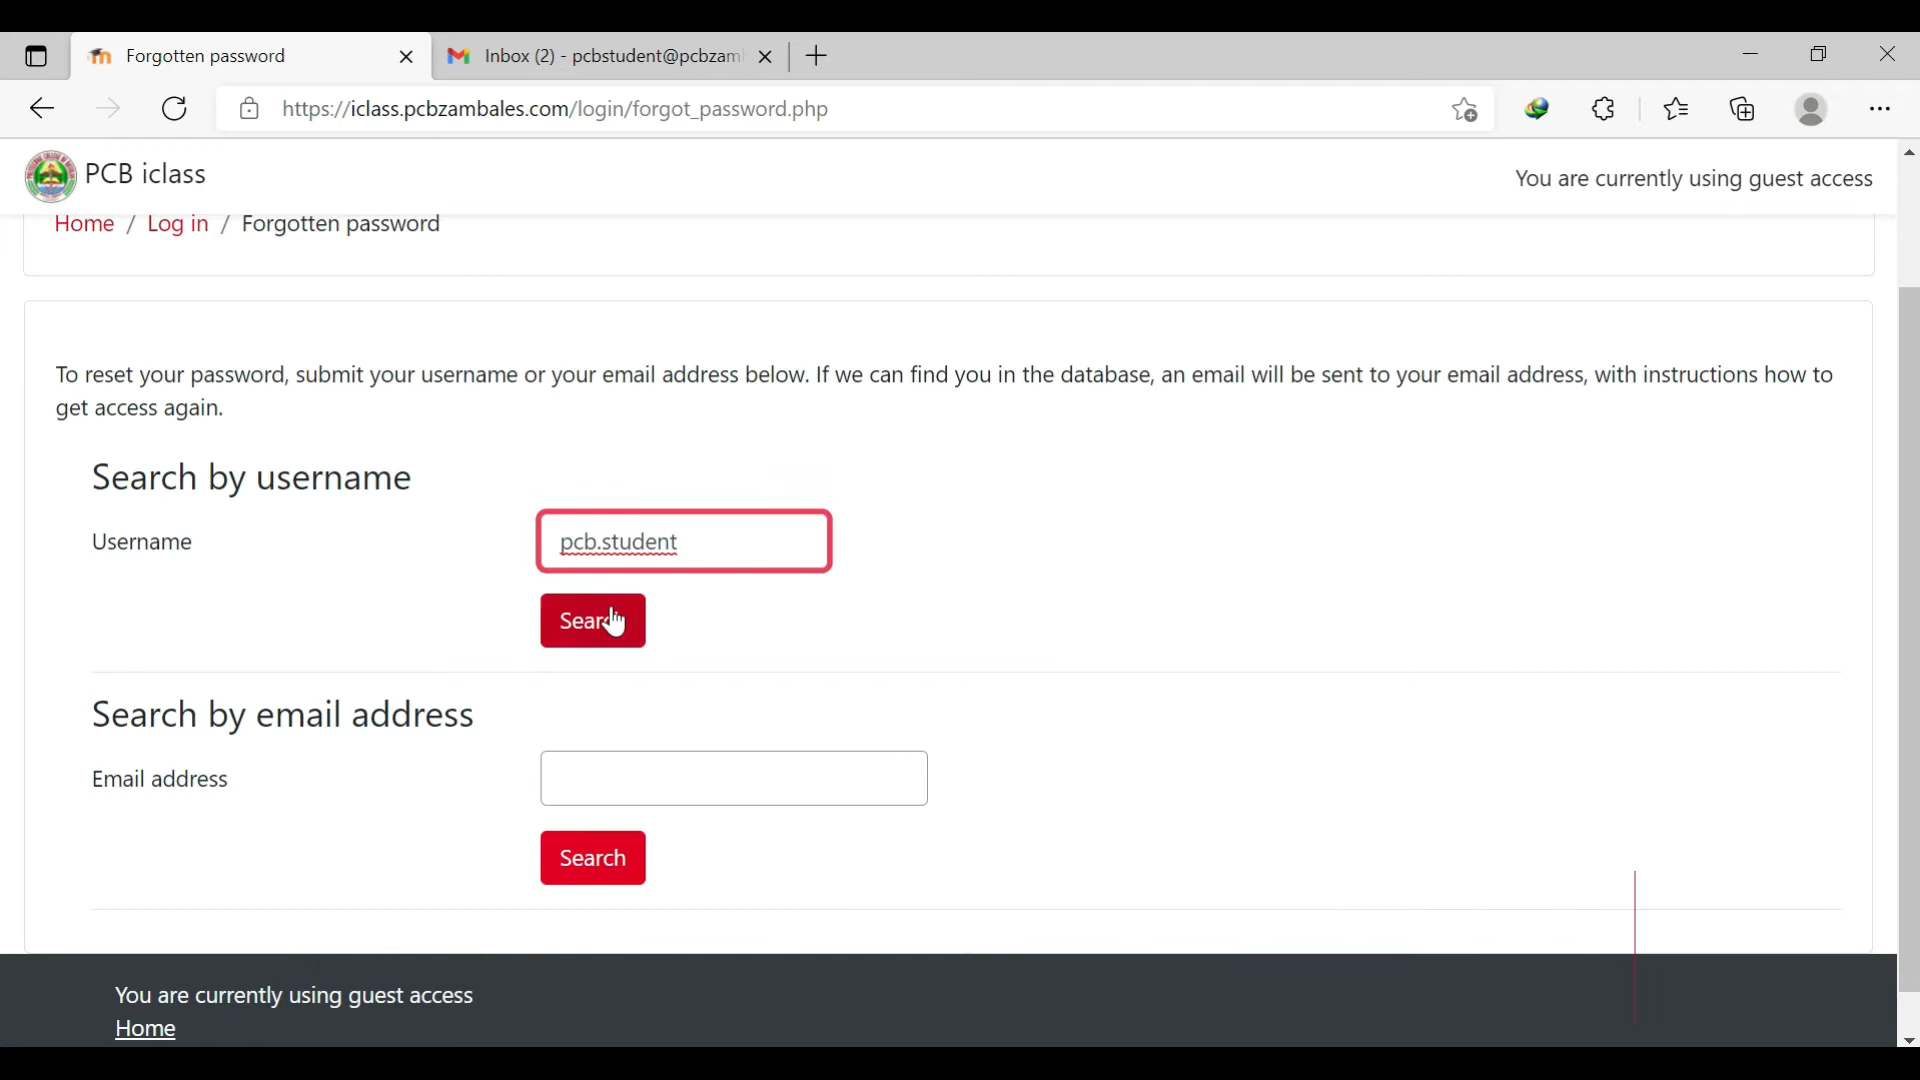 Forgotten password
Inbox (2) - pcbstudent@pcbzam
https://iclass.pcbzambales.com/login/forgot_password.php
PCB iclass
You are currently using guest access
Home / Log in / Forgotten password
To reset your password, submit your username or your email address below. If we can find you in the database, an email will be sent to your email address, with instructions how to
get access again.
Search by username
Username
pcb.student
Search
Search by email address
Email address
Search
You are currently using guest access
Home